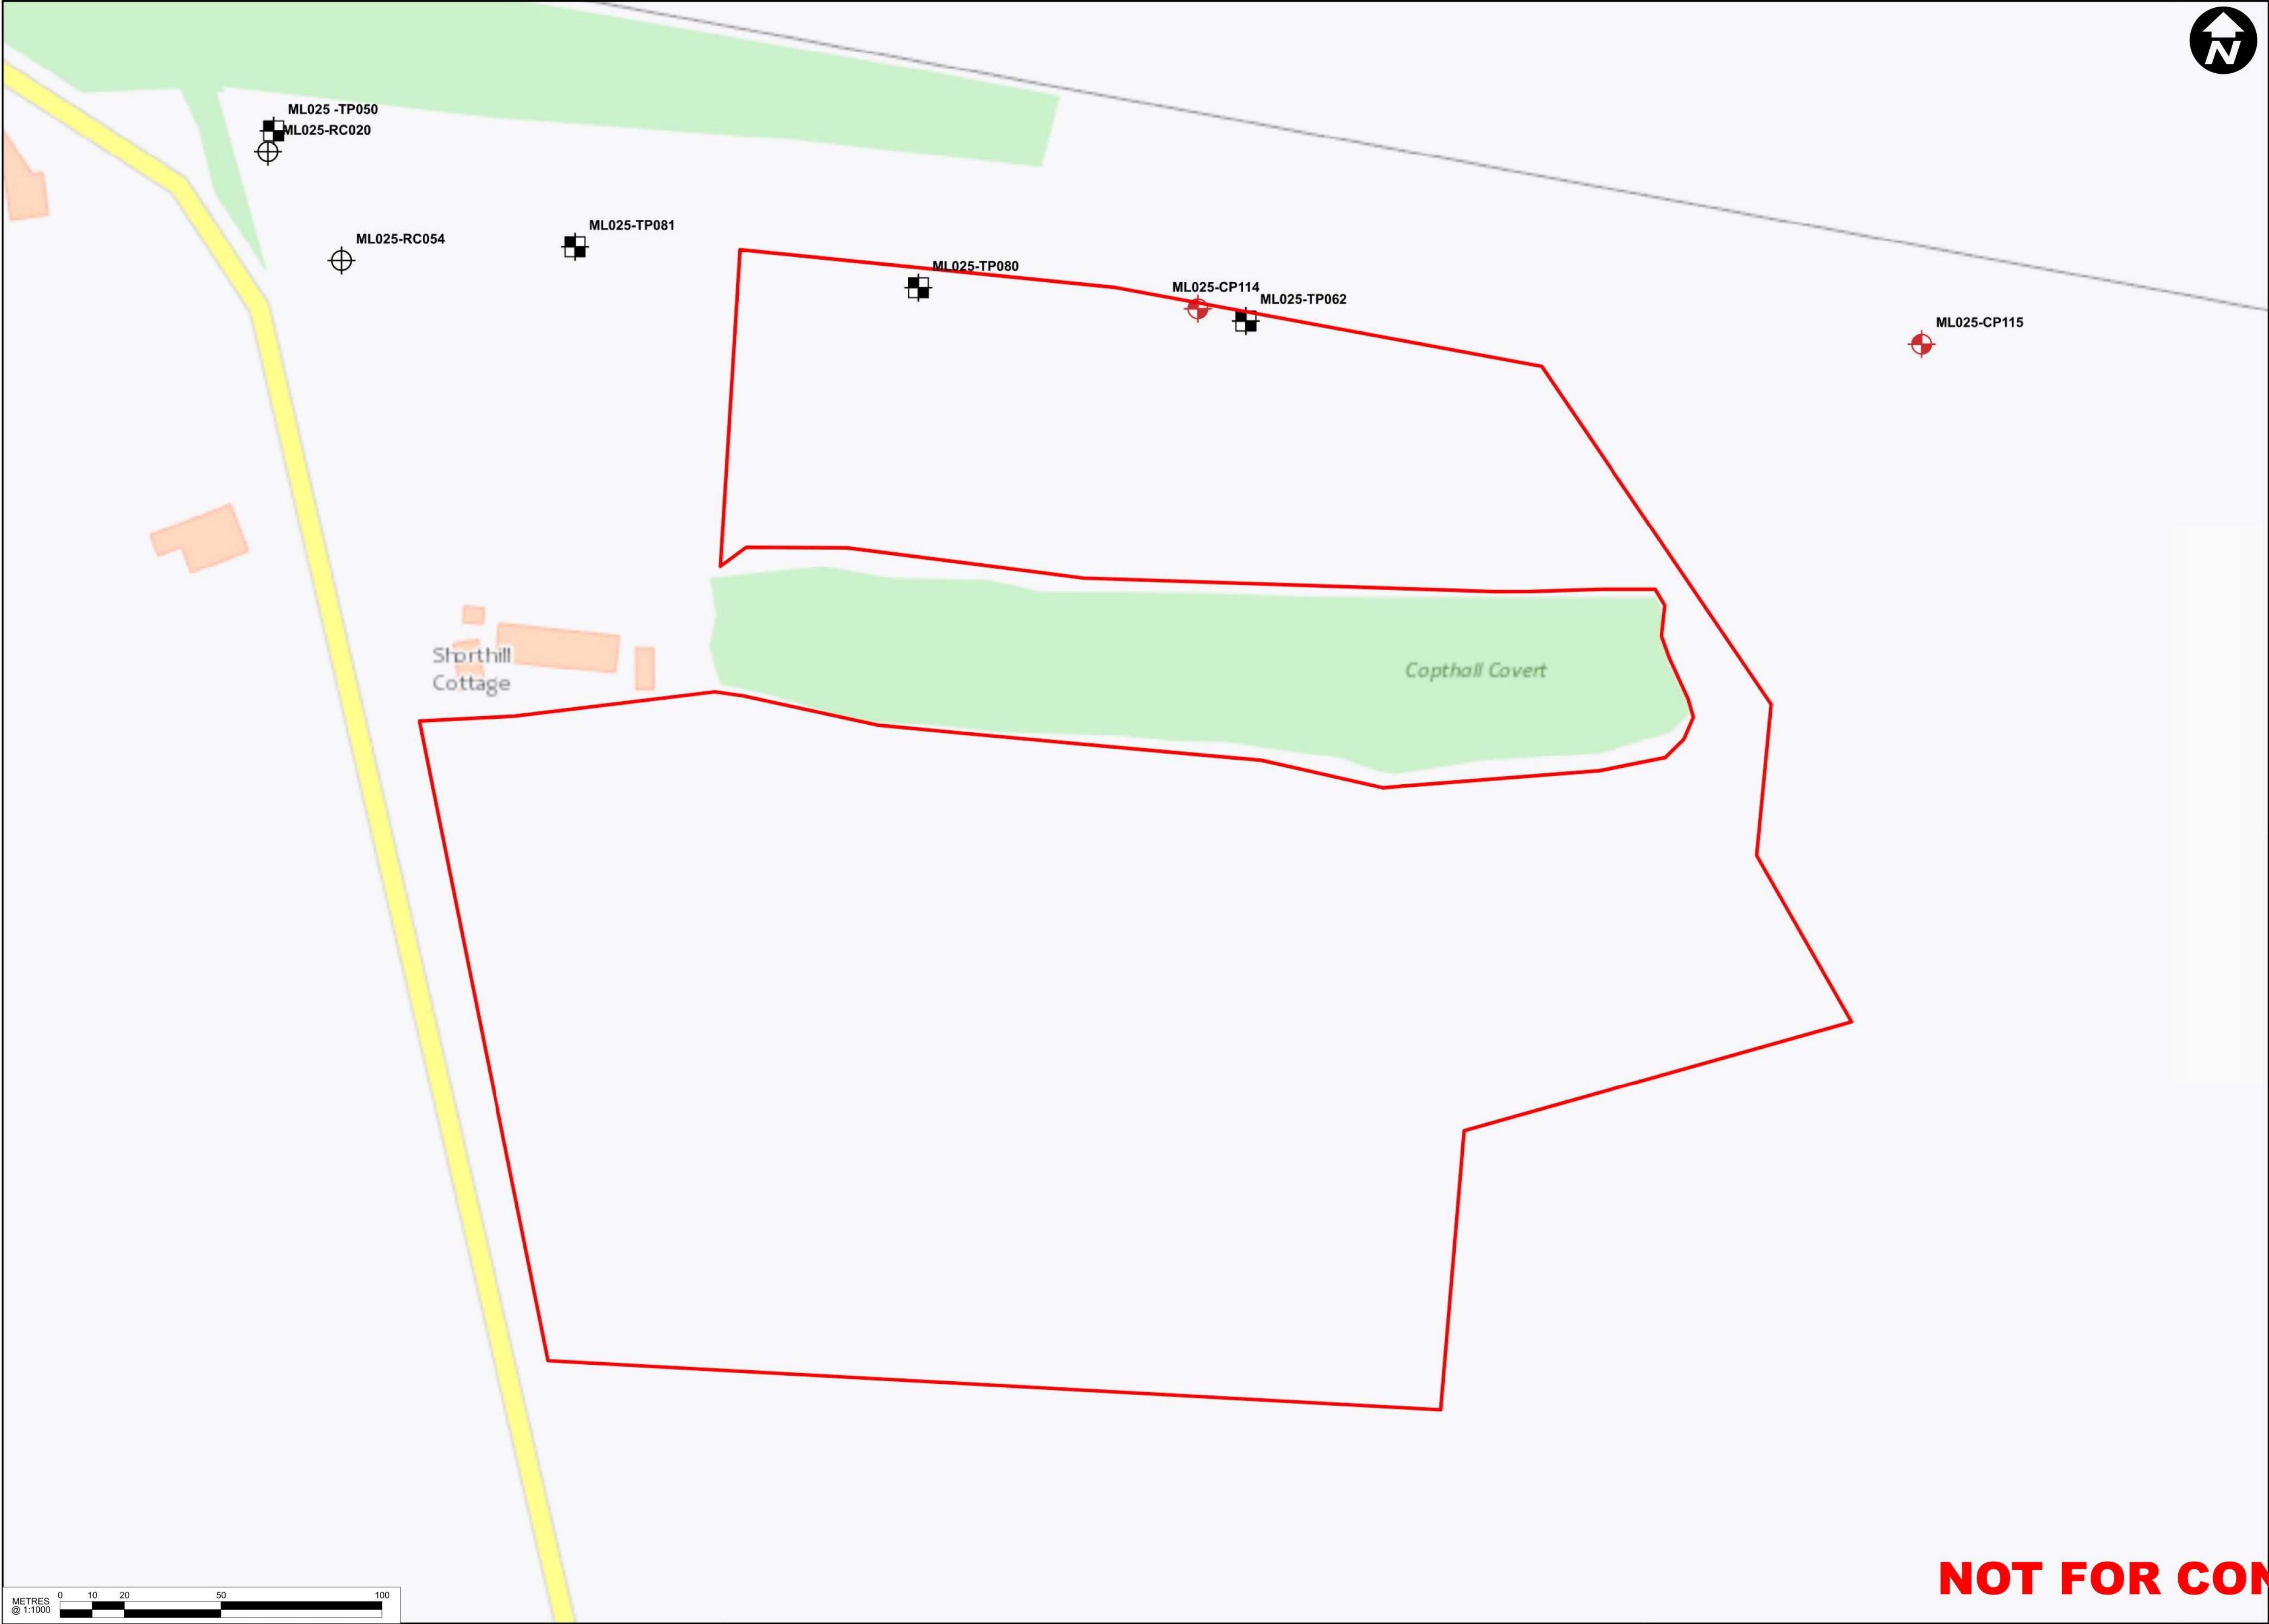 N
ML025 -TP050
ML025-RC020
ML025-RC054
ML025-TP081
ML025-TP080
ML025-CP114
ML025-TP062
ML025-CP115
Shorthill
Cottage
Copthall Covert
NOT FOR CON
METRES
@ 1:1000
0 10 20 50 100